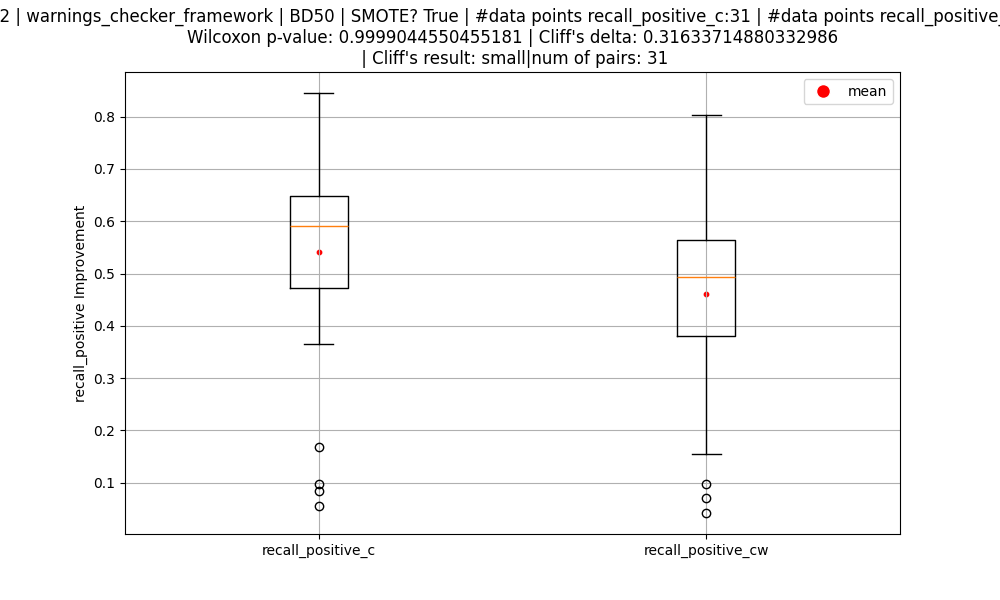 2 | warnings_checker_framework | BD50 | SMOTE? True | #data points recall_positive_c:31 | #data points recall_positive_
Wilcoxon p-value: 0.9999044550455181 | Cliff's delta: 0.31633714880332986
| Cliff's result: small|num of pairs: 31
mean
0.8
0.7
0.6
0.5
0.4
0.3
0.2
0.1
recall_positive Improvement
recall_positive_c
recall_positive_cw